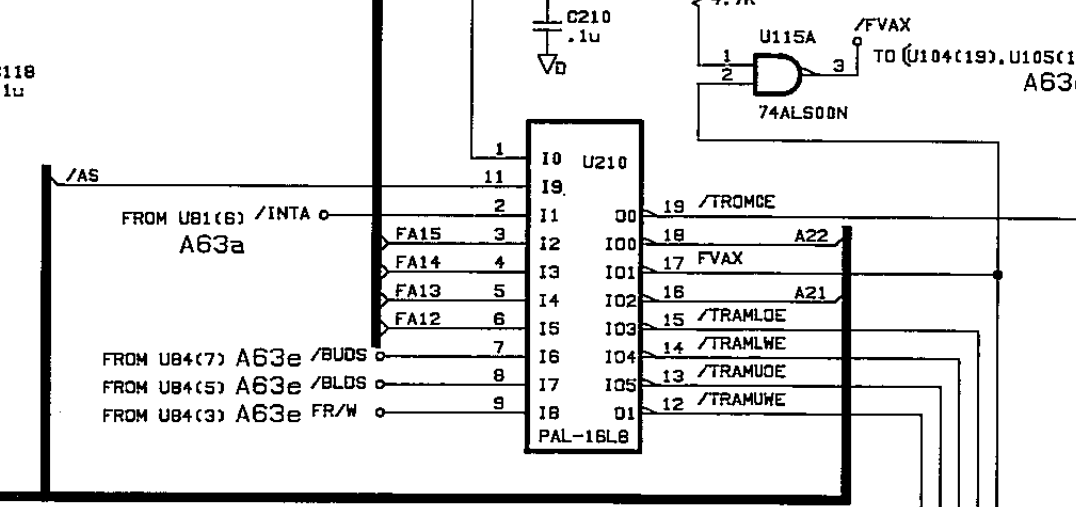 4.7K
C210
.1u
D
/FVAX
U115A
1
2
3
TO (U104(19),U105(1
A63
74ALS00N
C118
1u
1
I0
U210
/AS
11
I9
FROM U81(6) /INTA
2
I1
O0
19
/TROMCE
A63a
FA15
3
I2
IO0
18
A22
FA14
4
I3
IO1
17
FVAX
FA13
5
I4
IO2
16
A21
FA12
6
I5
IO3
15
/TRAMLOE
FROM U84(7) A63e /BUDS
7
I6
IO4
14
/TRAMLWE
FROM U84(5) A63e /BLDS
8
I7
IO5
13
/TRAMUOE
FROM U84(3) A63e FR/W
9
I8
O1
12
/TRAMUWE
PAL-16L8